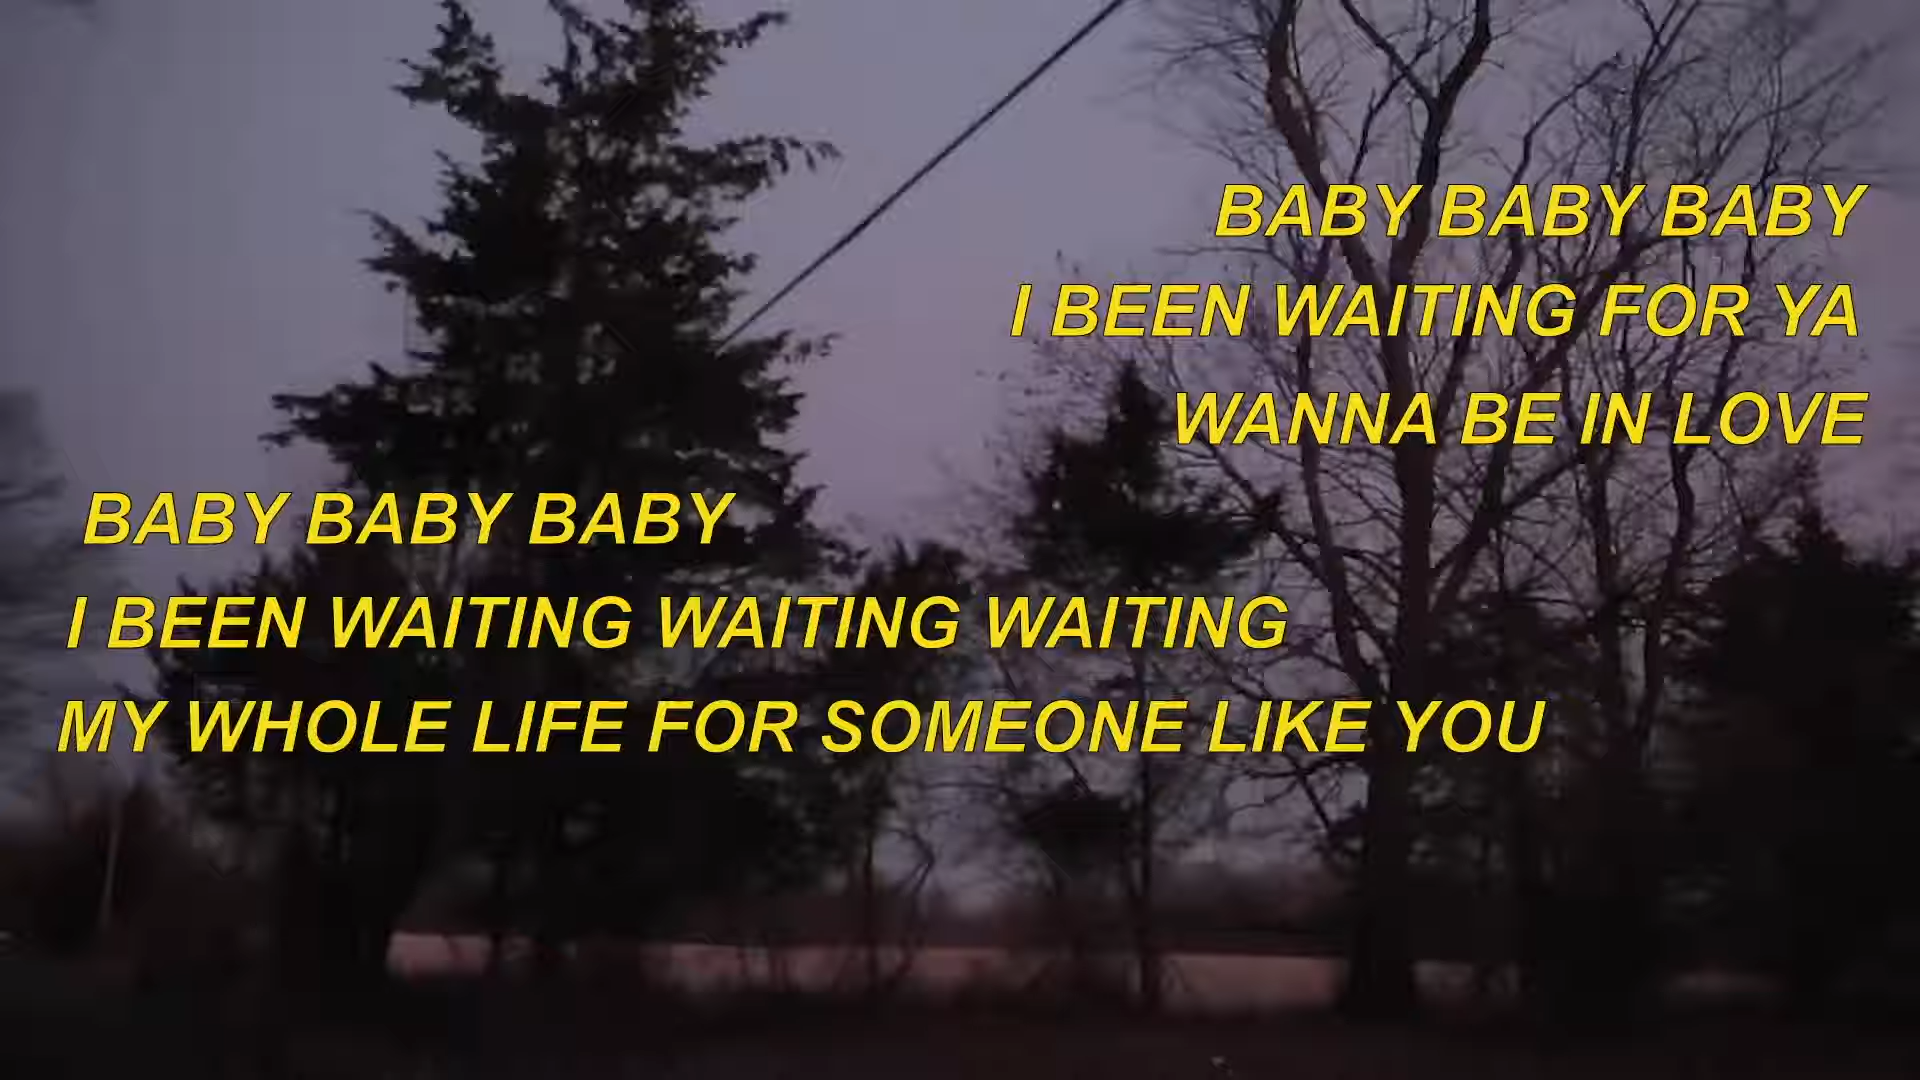 BABY BABY BABY
I BEEN WAITING FOR YA
WANNA BE IN LOVE
BABY BABY BABY
I BEEN WAITING WAITING WAITING
MY WHOLE LIFE FOR SOMEONE LIKE YOU